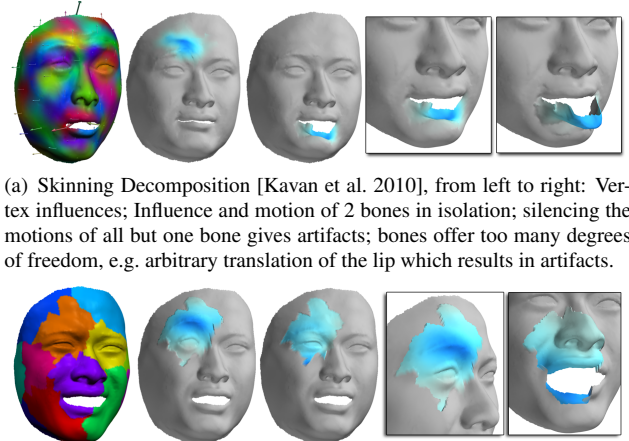 (a) Skinning Decomposition [Kavan et al. 2010], from left to right: Ver-
tex influences; Influence and motion of 2 bones in isolation; silencing the
motions of all but one bone gives artifacts; bones offer too many degrees
of freedom, e.g. arbitrary translation of the lip which results in artifacts.